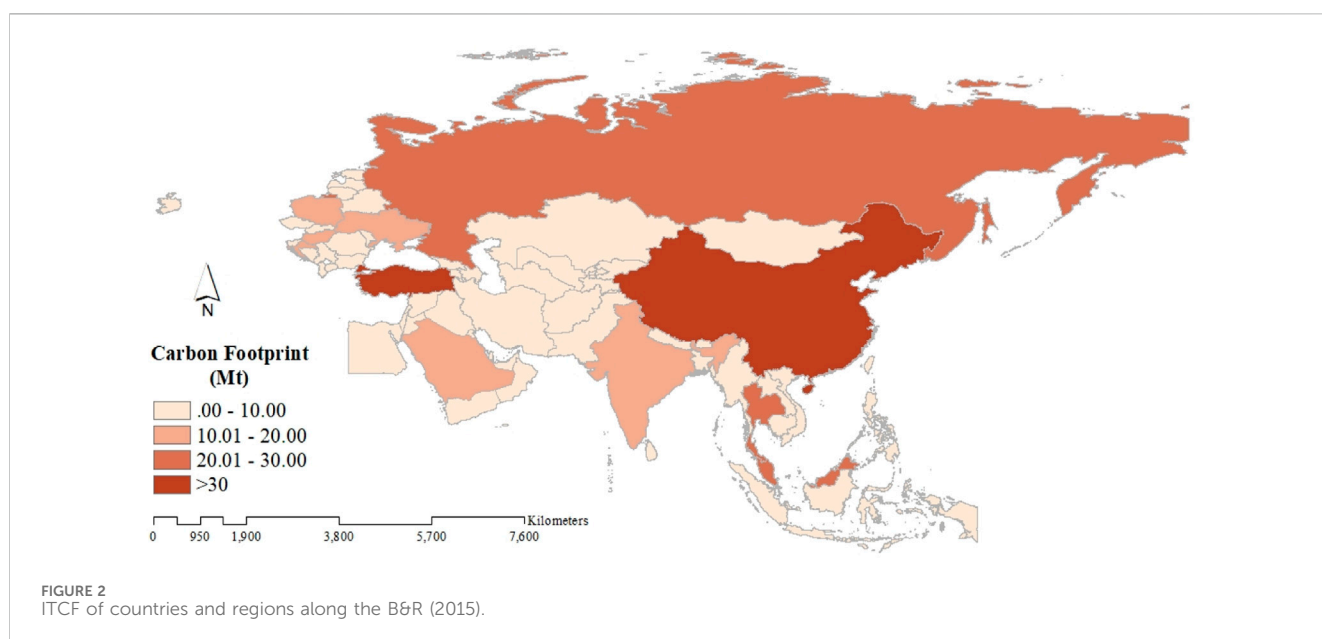 N
Carbon Footprint
(Mt)
.00 - 10.00
10.01 - 20.00
20.01 - 30.00
>30
Kilometers
0 950 1,900 3,800 5,700 7,600
FIGURE 2
ITCF of countries and regions along the B&R (2015).